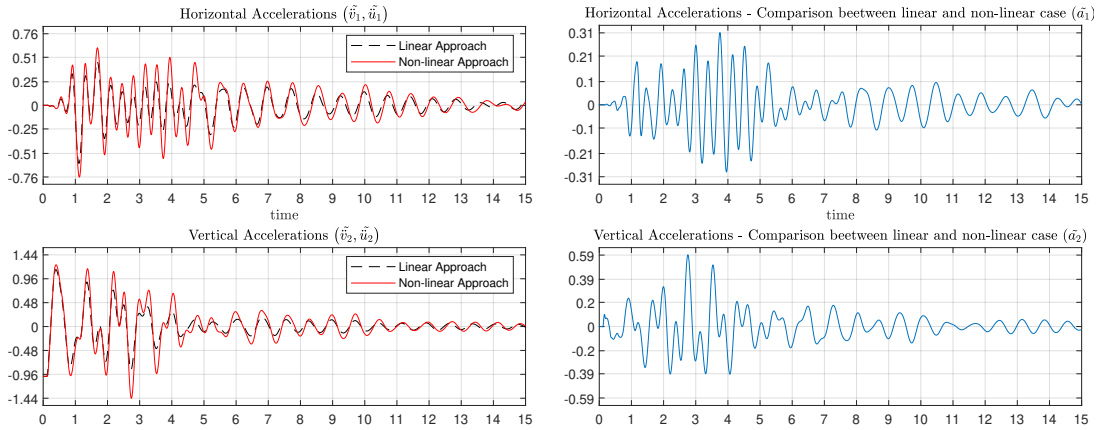 Horizontal Accelerations (ṽ̈₁, ũ̈₁)
0.76
0.51
0.25
0
-0.25
-0.51
-0.76
Linear Approach
Non-linear Approach
0 1 2 3 4 5 6 7 8 9 10 11 12 13 14 15
time
Horizontal Accelerations - Comparison beetween linear and non-linear case (ã₁)
0.31
0.21
0.1
0
-0.1
-0.21
-0.31
0 1 2 3 4 5 6 7 8 9 10 11 12 13 14 15
time
Vertical Accelerations (ṽ̈₂, ũ̈₂)
1.44
0.96
0.48
0
-0.48
-0.96
-1.44
Linear Approach
Non-linear Approach
0 1 2 3 4 5 6 7 8 9 10 11 12 13 14 15
Vertical Accelerations - Comparison beetween linear and non-linear case (ã₂)
0.59
0.39
0.2
0
-0.2
-0.39
-0.59
0 1 2 3 4 5 6 7 8 9 10 11 12 13 14 15